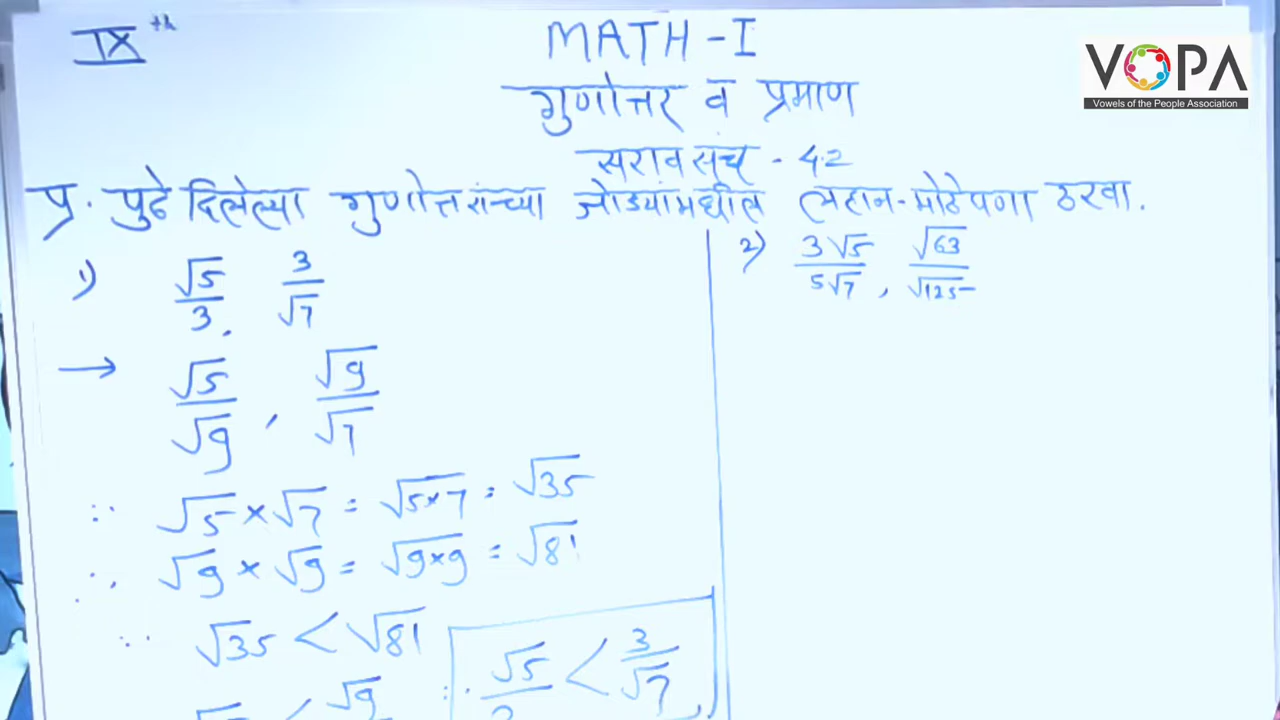 IXth
MATH - I
VOPA
Vowels of the People Association
गुणोत्तर व प्रमाण
सरावसंच - 4.2
प्र. पुढे दिलेल्या गुणोत्तरांच्या जोड्यांमधील लहान-मोठेपणा ठरवा.
1) √5/3, 3/√7
→ √5/√9, √9/√7
∴ √5 × √7 = √5×7 = √35
∴ √9 × √9 = √9×9 = √81
∵ √35 < √81
< √9
∴ √5/3 < 3/√7
2) 3√5/5√7, √63/√125